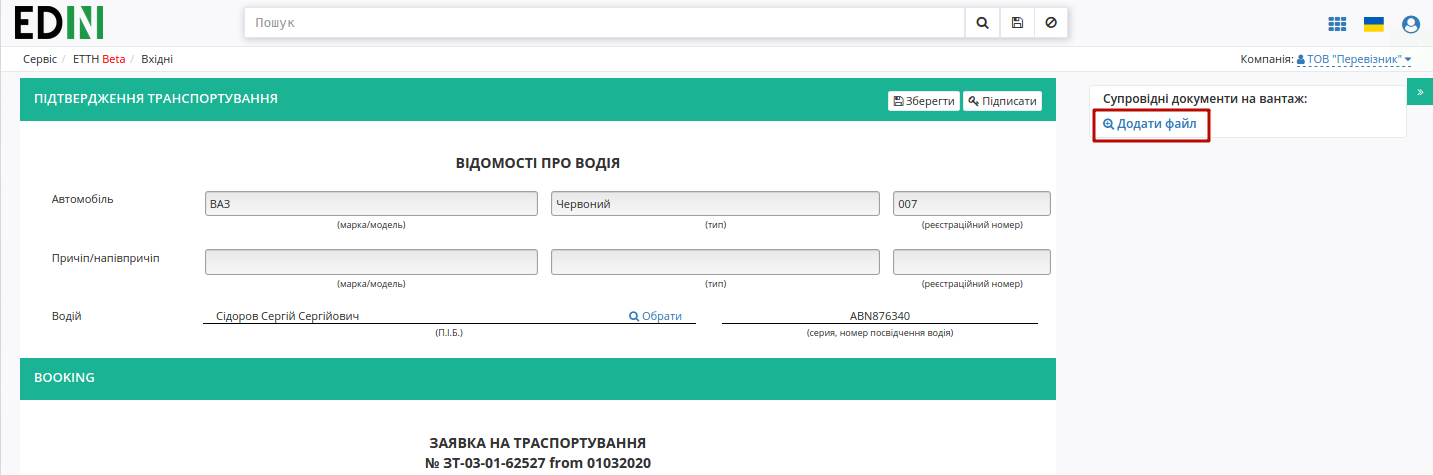 EDIN
Пошук
Сервіс / ЕТТН Beta / Вхідні
Компанія: ТОВ "Перевізник"
ПІДТВЕРДЖЕННЯ ТРАНСПОРТУВАННЯ
Зберегти Підписати
»
Супровідні документи на вантаж:
Додати файл
ВІДОМОСТІ ПРО ВОДІЯ
Автомобіль ВАЗ Червоний 007
(марка/модель) (тип) (реєстраційний номер)
Причіп/напівпричіп
(марка/модель) (тип) (реєстраційний номер)
Водій Сідоров Сергій Сергійович Обрати ABN876340
(П.І.Б.) (серия, номер посвідчення водія)
BOOKING
ЗАЯВКА НА ТРАСПОРТУВАННЯ
№ ЗТ-03-01-62527 from 01032020